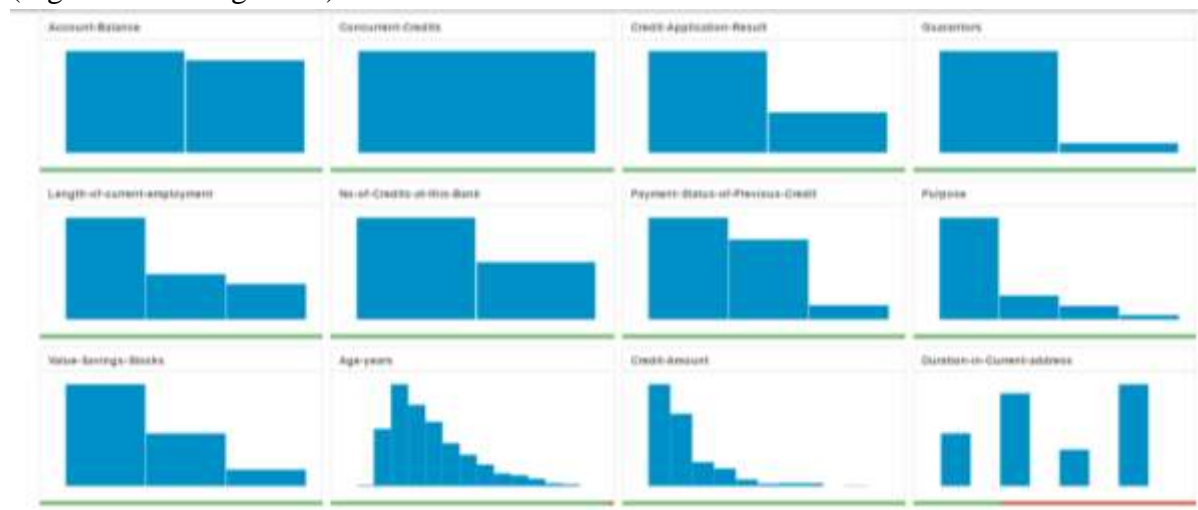 Account-Balance
Concurrent-Credits
Credit-Application-Result
Guarantors
Length-of-current-employment
No-of-Credits-at-this-Bank
Payment-Status-of-Previous-Credit
Purpose
Value-Savings-Stocks
Age-years
Credit-Amount
Duration-in-Current-address